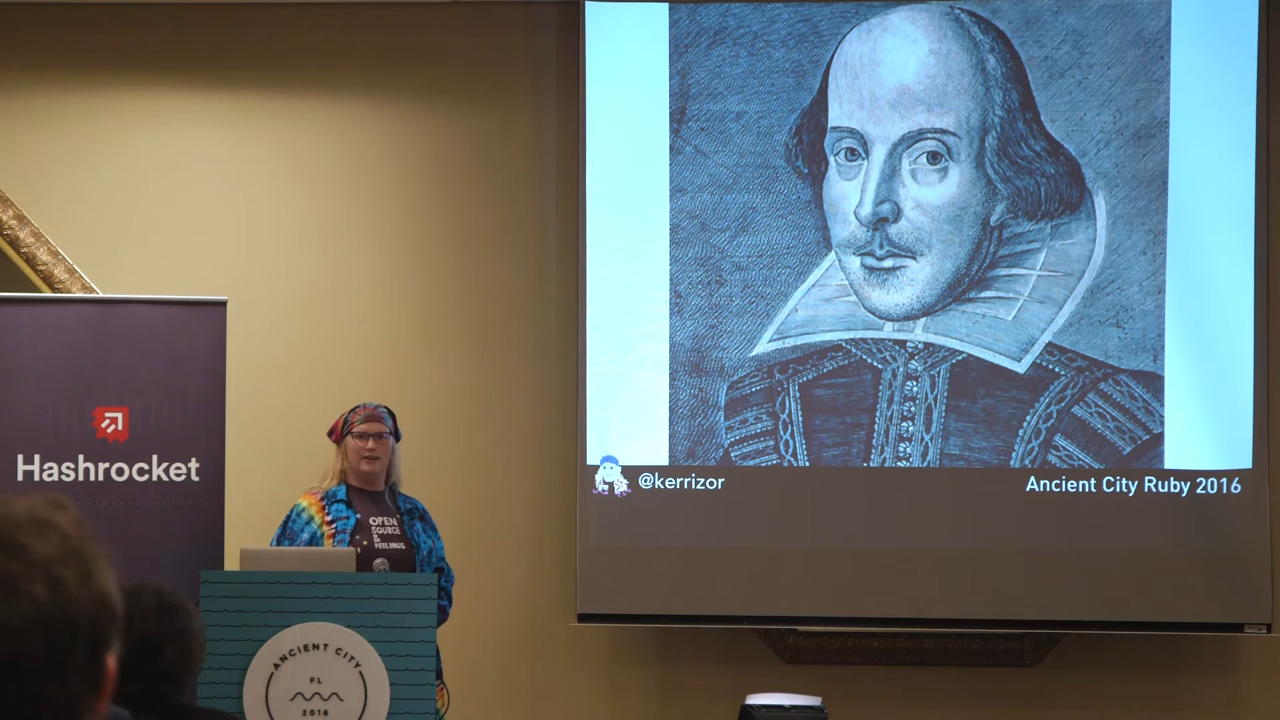 Hashrocket
OPEN
SOURCE
&
FEELINGS
ANCIENT CITY
FL
2016
@kerrizor
Ancient City Ruby 2016